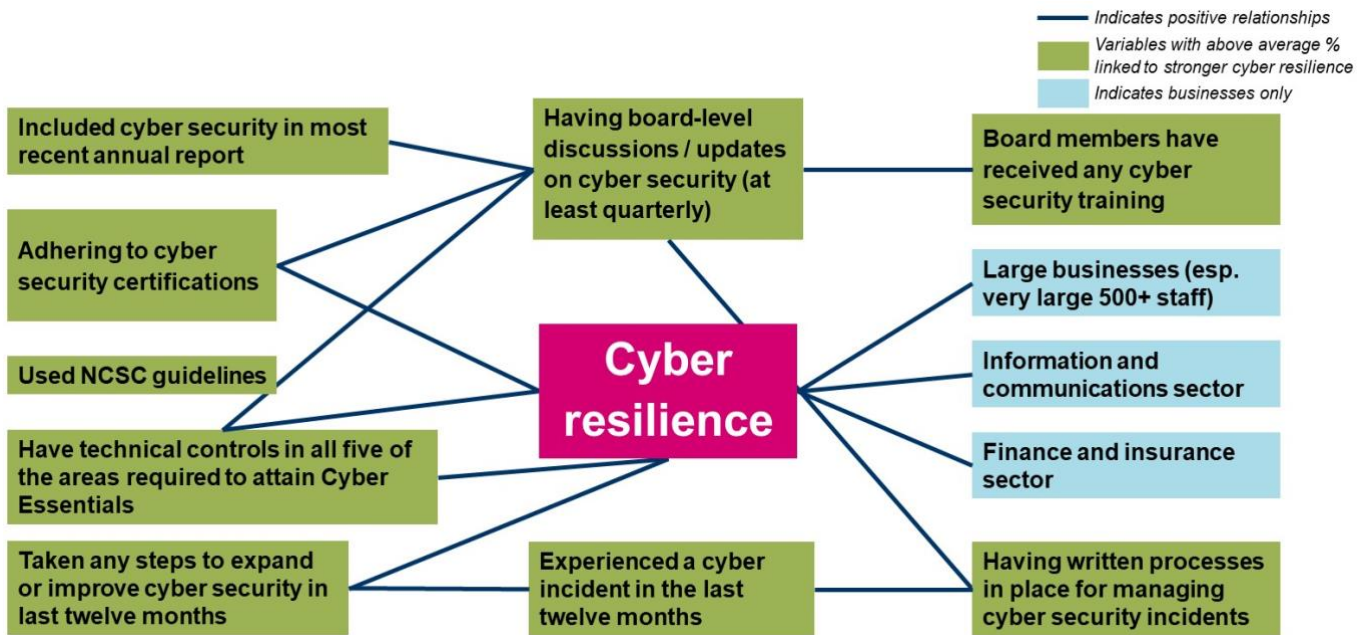 Indicates positive relationships
Variables with above average %
linked to stronger cyber resilience
Indicates businesses only
Included cyber security in most
recent annual report
Having board-level
discussions / updates
on cyber security (at
least quarterly)
Board members have
received any cyber
security training
Adhering to cyber
security certifications
Large businesses (esp.
very large 500+ staff)
Used NCSC guidelines
Cyber
resilience
Information and
communications sector
Have technical controls in all five of
the areas required to attain Cyber
Essentials
Finance and insurance
sector
Taken any steps to expand
or improve cyber security in
last twelve months
Experienced a cyber
incident in the last
twelve months
Having written processes
in place for managing
cyber security incidents